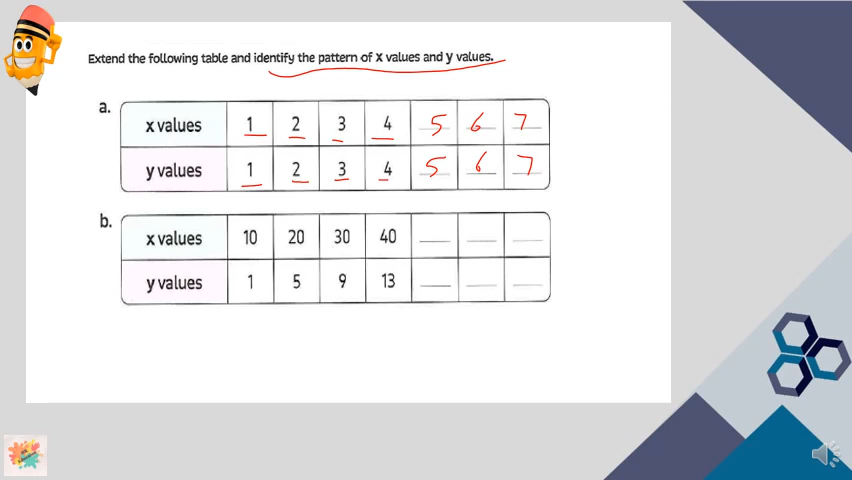 Extend the following table and identify the pattern of x values and y values.
a.
x values 1 2 3 4 5 6 7
y values 1 2 3 4 5 6 7
b.
x values 10 20 30 40
y values 1 5 9 13